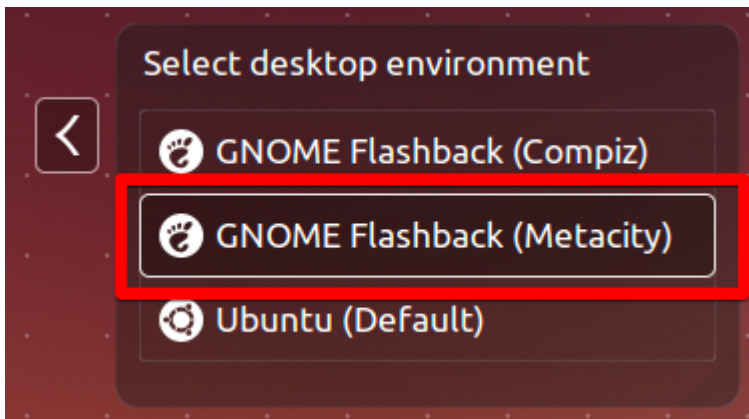 Select desktop environment
GNOME Flashback (Compiz)
GNOME Flashback (Metacity)
Ubuntu (Default)